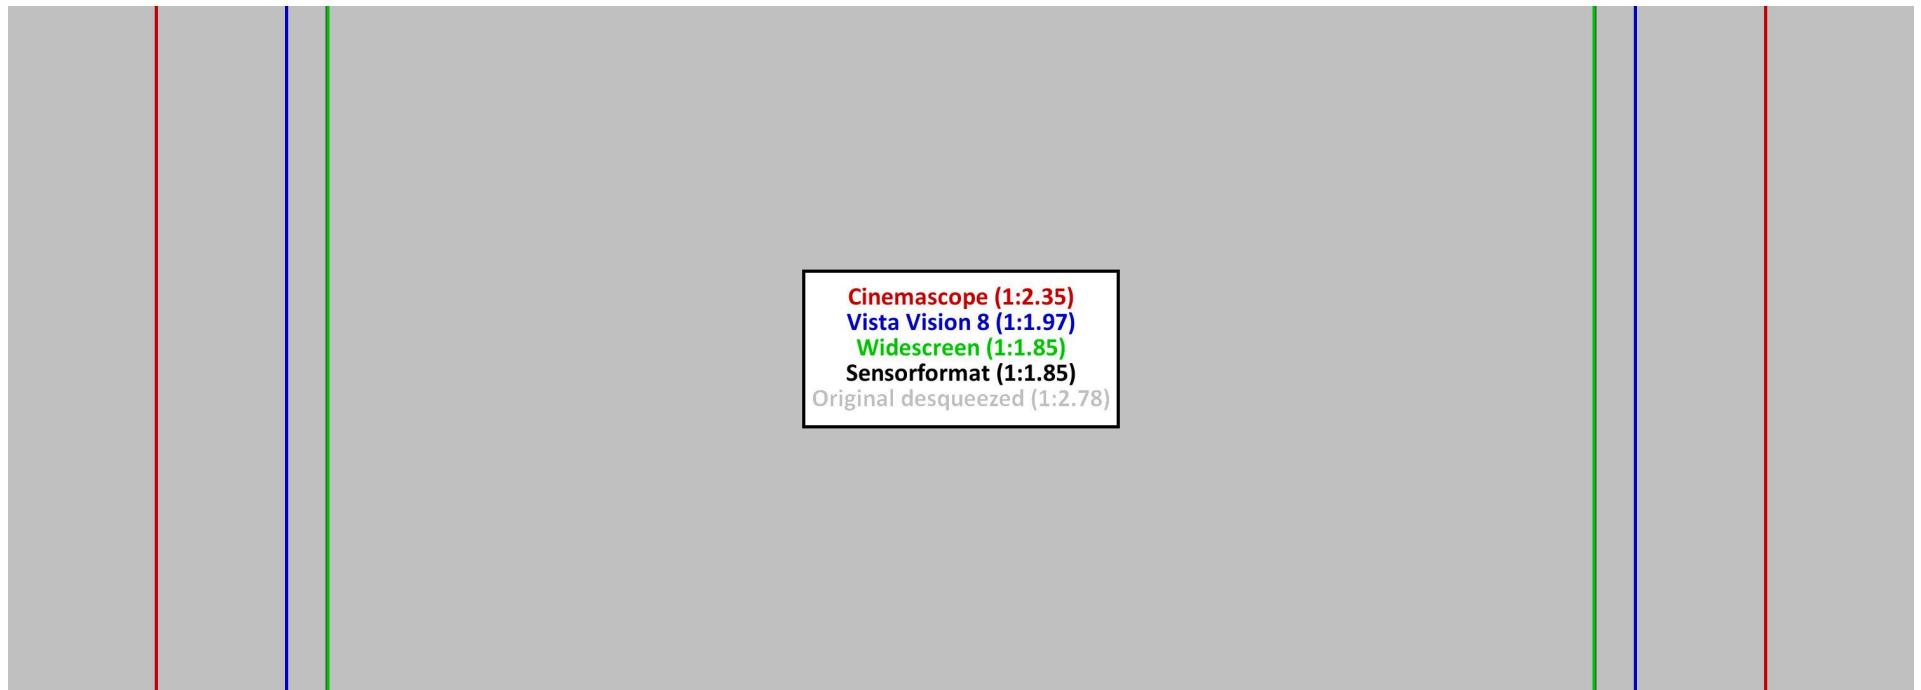 Cinemascope (1:2.35)
Vista Vision 8 (1:1.97)
Widescreen (1:1.85)
Sensorformat (1:1.85)
Original desqueezed (1:2.78)